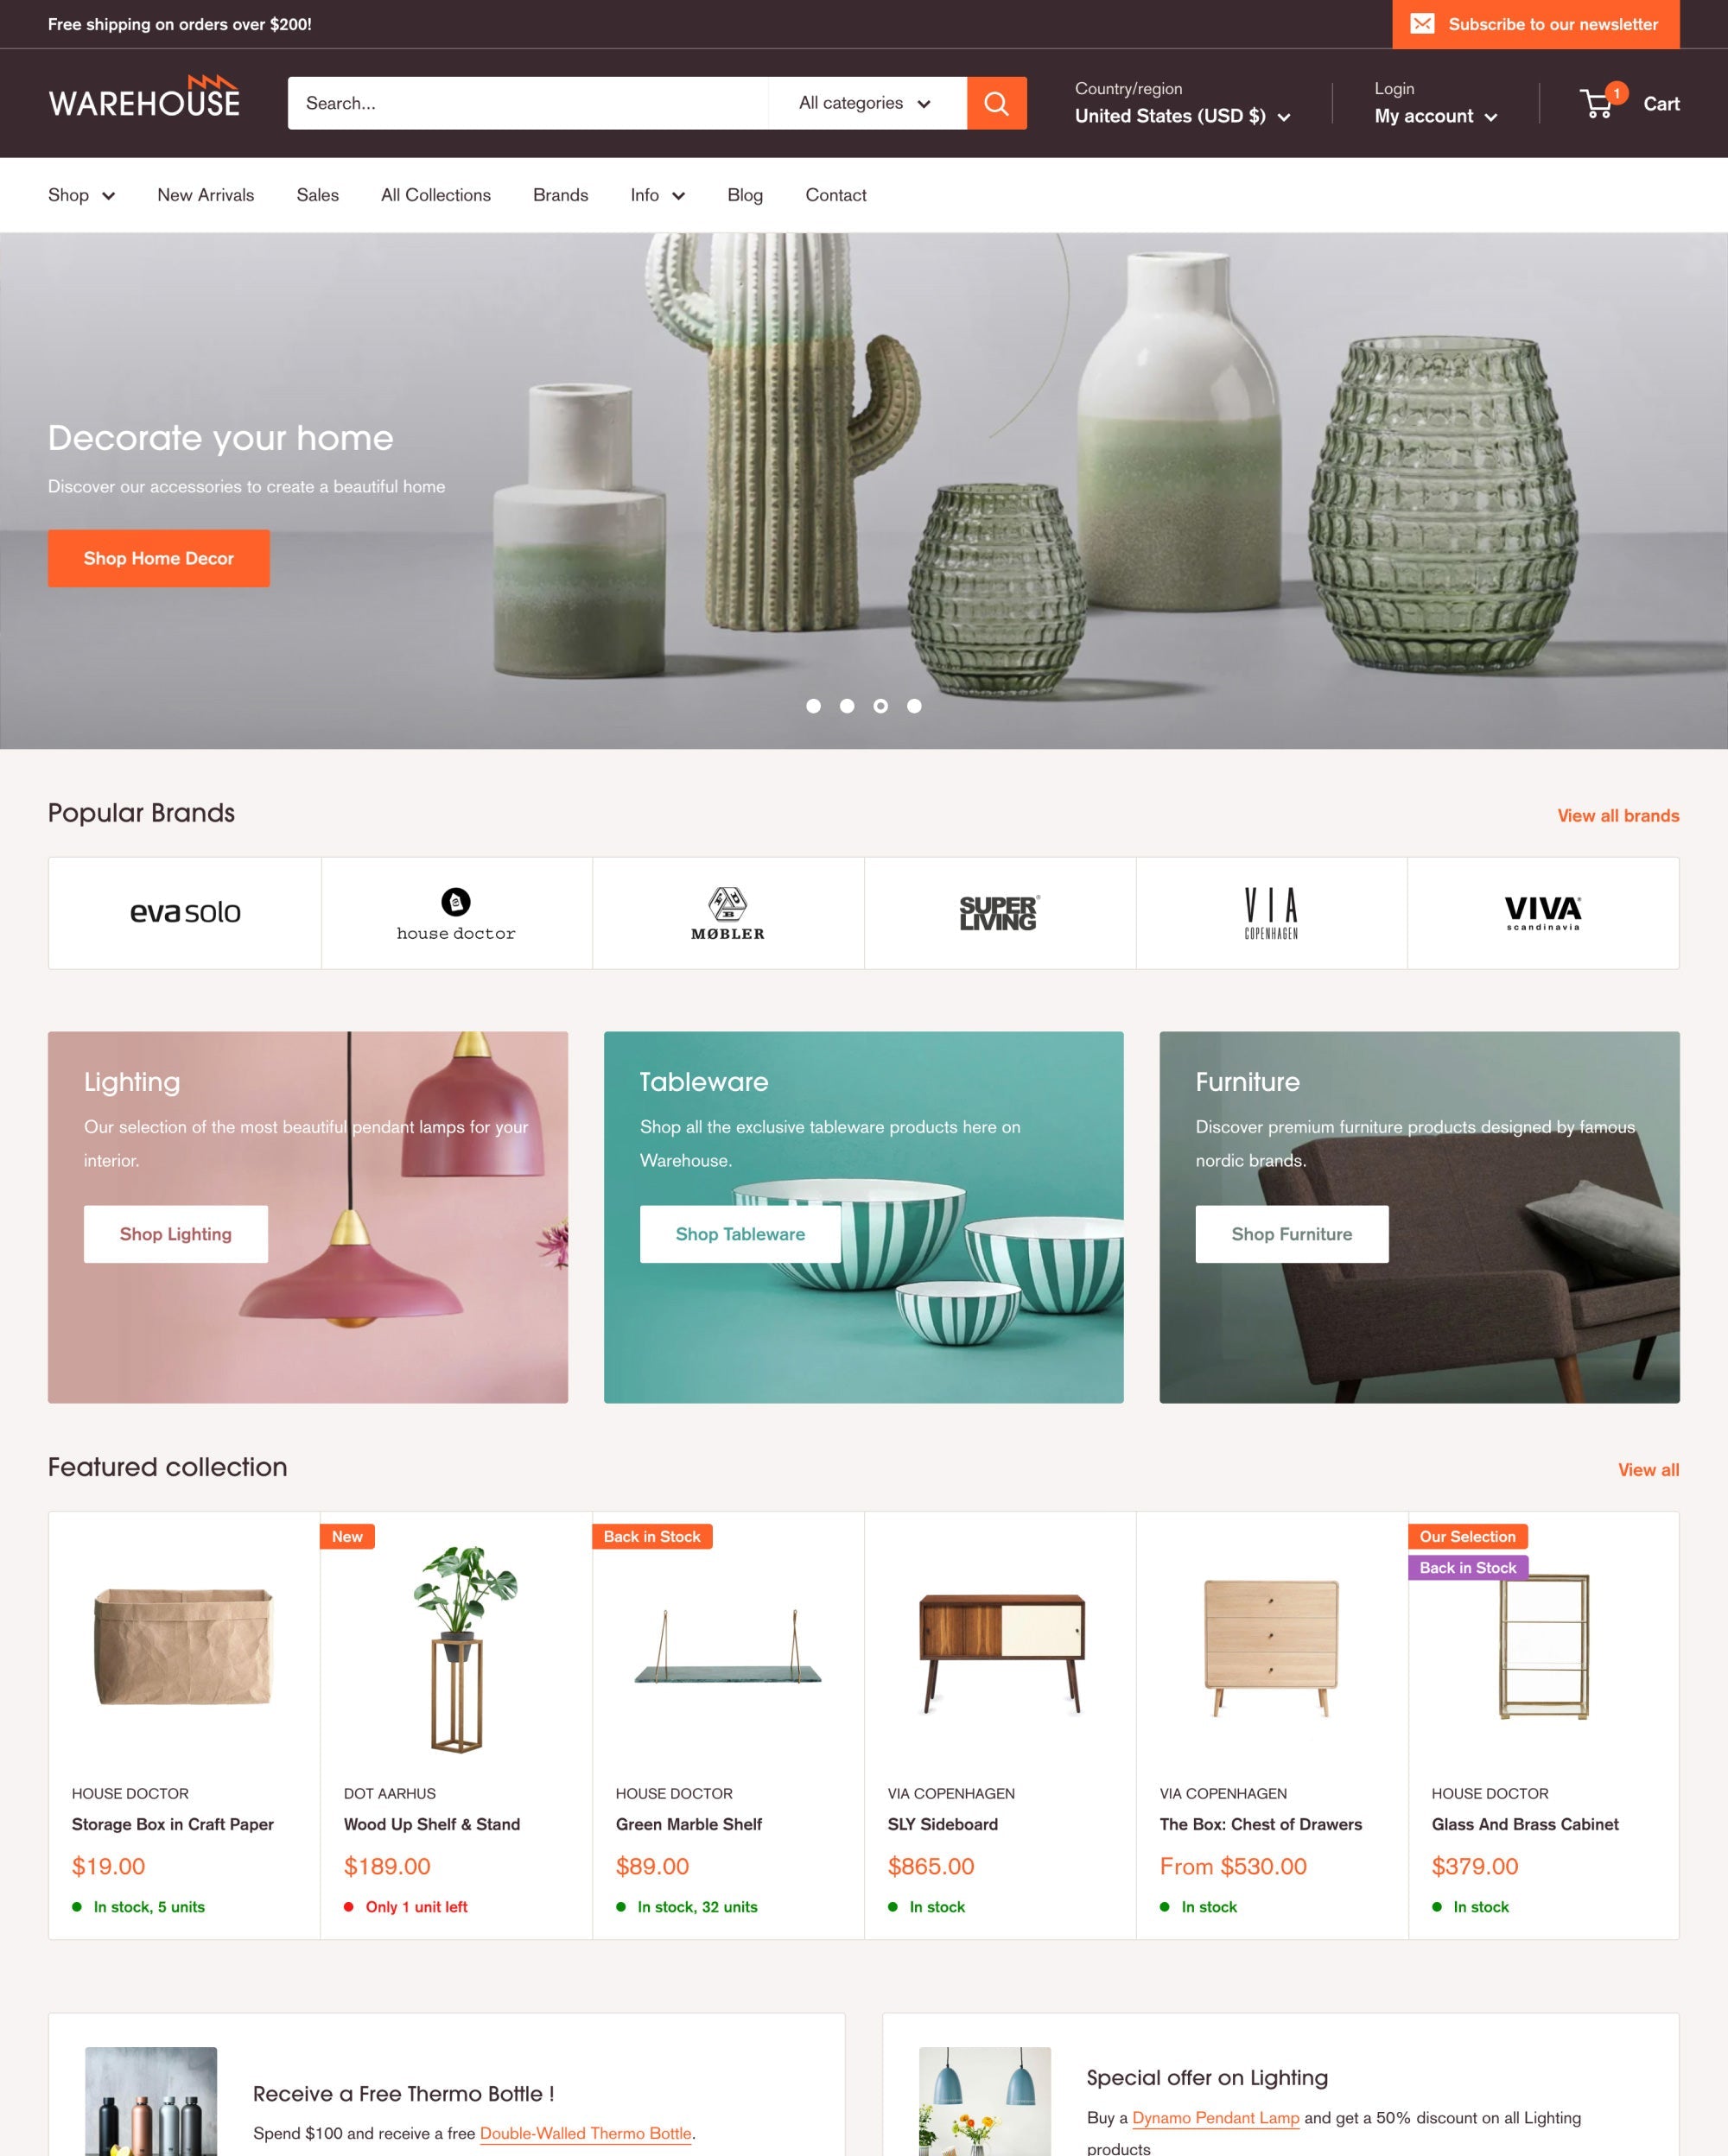 Free shipping on orders over $200!
Subscribe to our newsletter
WAREHOUSE
Search...
All categories
Country/region
United States (USD $)
Login
My account
1
Cart
Shop
New Arrivals
Sales
All Collections
Brands
Info
Blog
Contact
Decorate your home
Discover our accessories to create a beautiful home
Shop Home Decor
Popular Brands
View all brands
eva solo
house doctor
MØBLER
SUPER
LIVING
VIA
COPENHAGEN
VIVA
scandinavia
Lighting
Our selection of the most beautiful pendant lamps for your
interior.
Shop Lighting
Tableware
Shop all the exclusive tableware products here on
Warehouse.
Shop Tableware
Furniture
Discover premium furniture products designed by famous
nordic brands.
Shop Furniture
Featured collection
View all
HOUSE DOCTOR
Storage Box in Craft Paper
$19.00
In stock, 5 units
New
DOT AARHUS
Wood Up Shelf & Stand
$189.00
Only 1 unit left
Back in Stock
HOUSE DOCTOR
Green Marble Shelf
$89.00
In stock, 32 units
VIA COPENHAGEN
SLY Sideboard
$865.00
In stock
VIA COPENHAGEN
The Box: Chest of Drawers
From $530.00
In stock
Our Selection
Back in Stock
HOUSE DOCTOR
Glass And Brass Cabinet
$379.00
In stock
Receive a Free Thermo Bottle !
Spend $100 and receive a free Double-Walled Thermo Bottle.
Special offer on Lighting
Buy a Dynamo Pendant Lamp and get a 50% discount on all Lighting
products